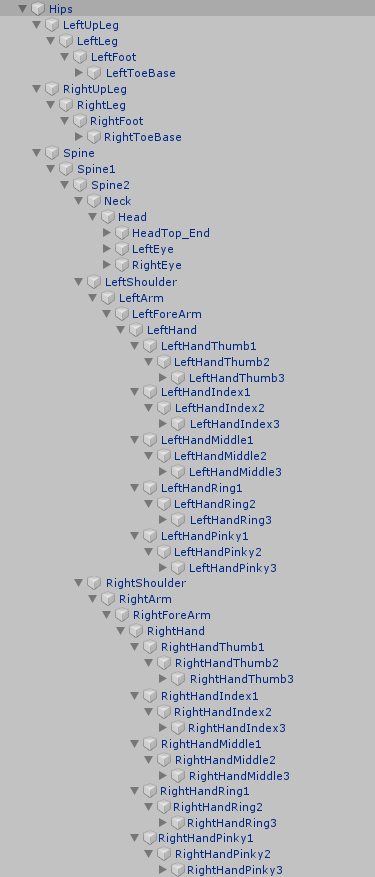 Hips
LeftUpLeg
LeftLeg
LeftFoot
LeftToeBase
RightUpLeg
RightLeg
RightFoot
RightToeBase
Spine
Spine1
Spine2
Neck
Head
HeadTop_End
LeftEye
RightEye
LeftShoulder
LeftArm
LeftForeArm
LeftHand
LeftHandThumb1
LeftHandThumb2
LeftHandThumb3
LeftHandIndex1
LeftHandIndex2
LeftHandIndex3
LeftHandMiddle1
LeftHandMiddle2
LeftHandMiddle3
LeftHandRing1
LeftHandRing2
LeftHandRing3
LeftHandPinky1
LeftHandPinky2
LeftHandPinky3
RightShoulder
RightArm
RightForeArm
RightHand
RightHandThumb1
RightHandThumb2
RightHandThumb3
RightHandIndex1
RightHandIndex2
RightHandIndex3
RightHandMiddle1
RightHandMiddle2
RightHandMiddle3
RightHandRing1
RightHandRing2
RightHandRing3
RightHandPinky1
RightHandPinky2
RightHandPinky3